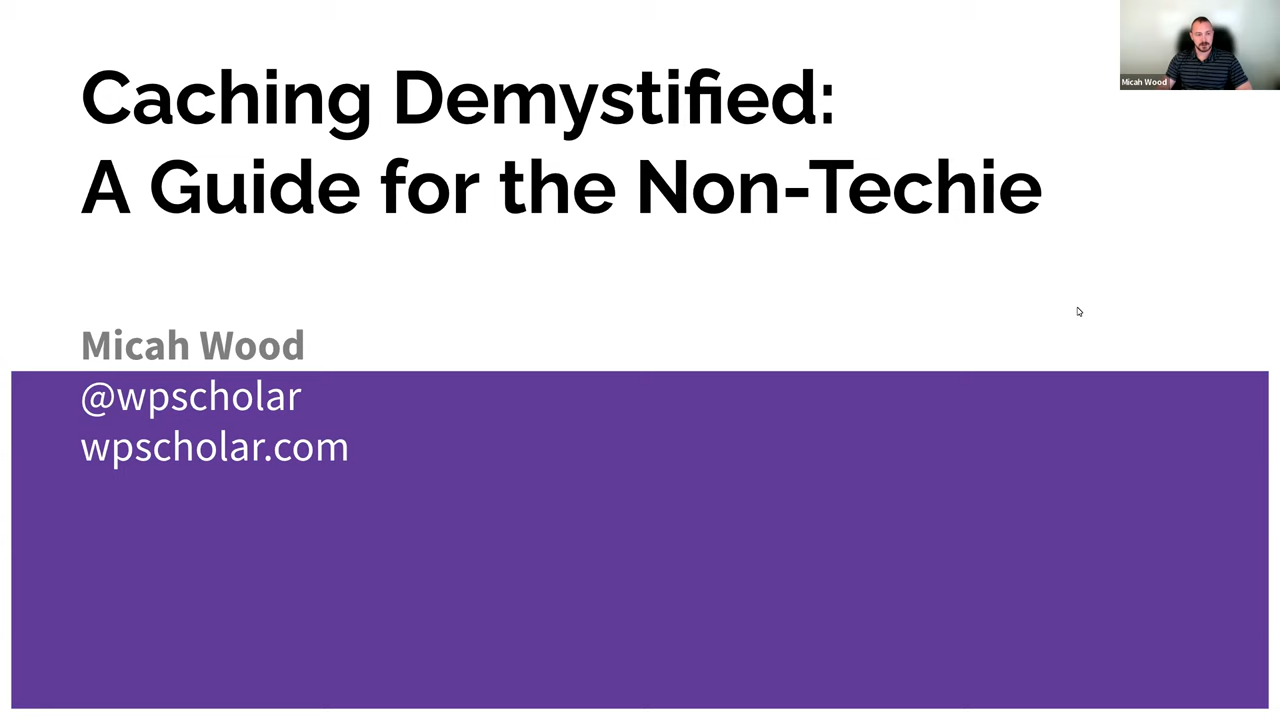 Caching Demystified:
A Guide for the Non-Techie
Micah Wood
@wpscholar
wpscholar.com
Micah Wood